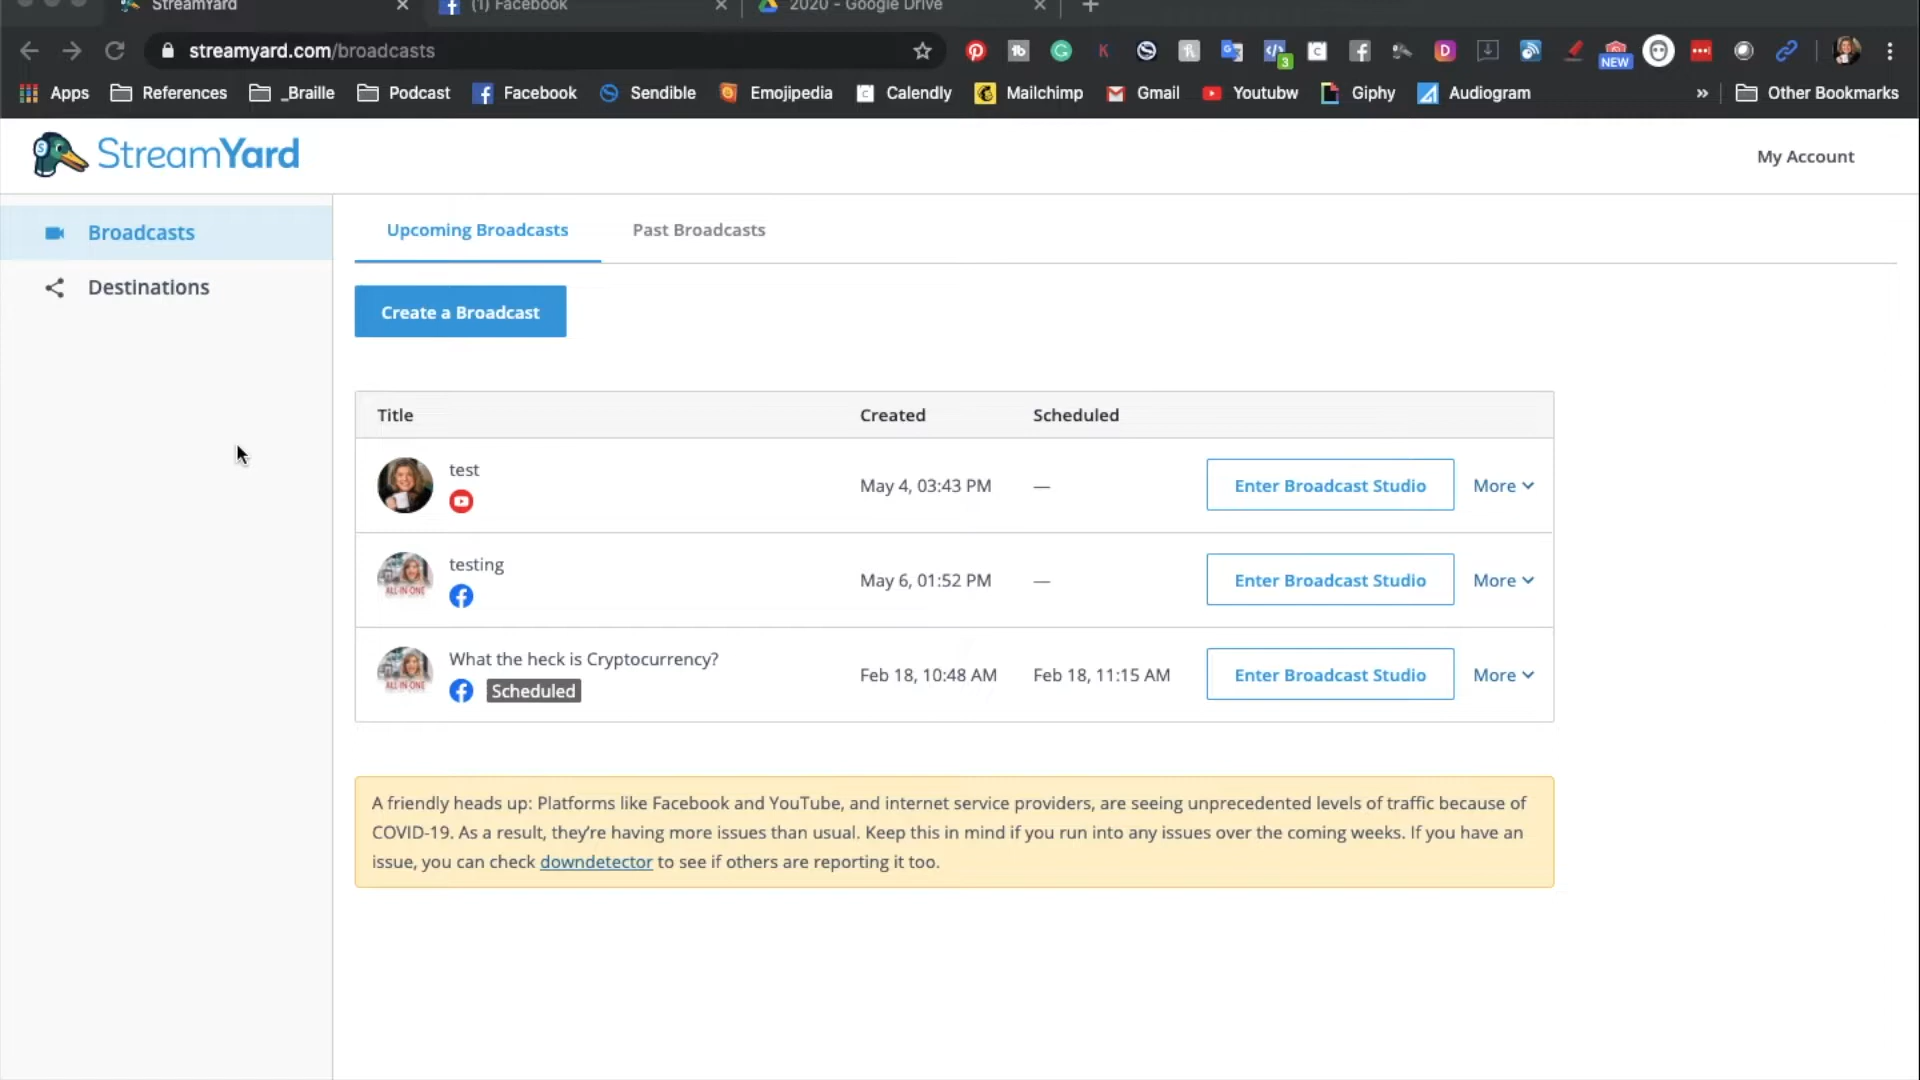 StreamYard
(1) Facebook
2020 - Google Drive
streamyard.com/broadcasts
3
NEW
Apps
References
_Braille
Podcast
Facebook
Sendible
Emojipedia
Calendly
Mailchimp
Gmail
Youtubw
Giphy
Audiogram
»
Other Bookmarks
StreamYard
My Account
Broadcasts
Destinations
Upcoming Broadcasts
Past Broadcasts
Create a Broadcast
Title
Created
Scheduled
test
May 4, 03:43 PM
—
Enter Broadcast Studio
More
testing
ALL-IN ONE
May 6, 01:52 PM
—
Enter Broadcast Studio
More
What the heck is Cryptocurrency?
ALL-IN ONE
Scheduled
Feb 18, 10:48 AM
Feb 18, 11:15 AM
Enter Broadcast Studio
More
A friendly heads up: Platforms like Facebook and YouTube, and internet service providers, are seeing unprecedented levels of traffic because of
COVID-19. As a result, they’re having more issues than usual. Keep this in mind if you run into any issues over the coming weeks. If you have an
issue, you can check downdetector to see if others are reporting it too.